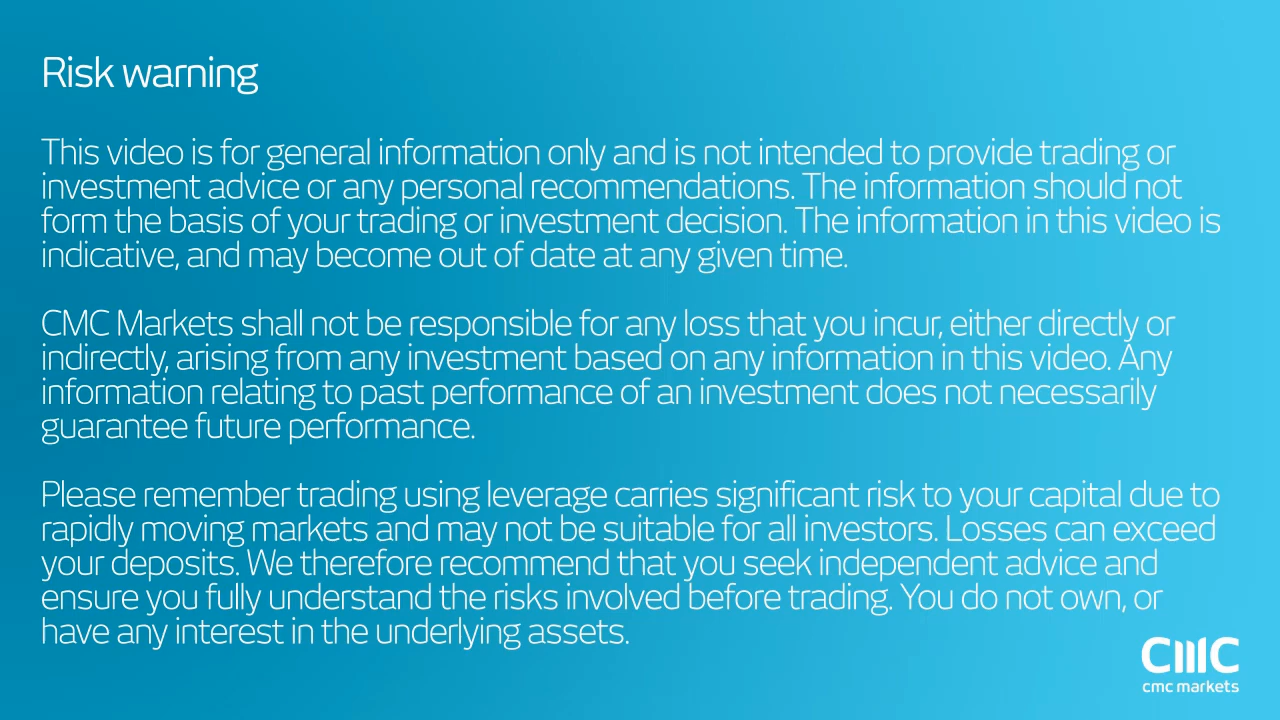 Risk warning
This video is for general information only and is not intended to provide trading or
investment advice or any personal recommendations. The information should not
form the basis of your trading or investment decision. The information in this video is
indicative, and may become out of date at any given time.
CMC Markets shall not be responsible for any loss that you incur, either directly or
indirectly, arising from any investment based on any information in this video. Any
information relating to past performance of an investment does not necessarily
guarantee future performance.
Please remember trading using leverage carries significant risk to your capital due to
rapidly moving markets and may not be suitable for all investors. Losses can exceed
your deposits. We therefore recommend that you seek independent advice and
ensure you fully understand the risks involved before trading. You do not own, or
have any interest in the underlying assets.
CMC
cmc markets